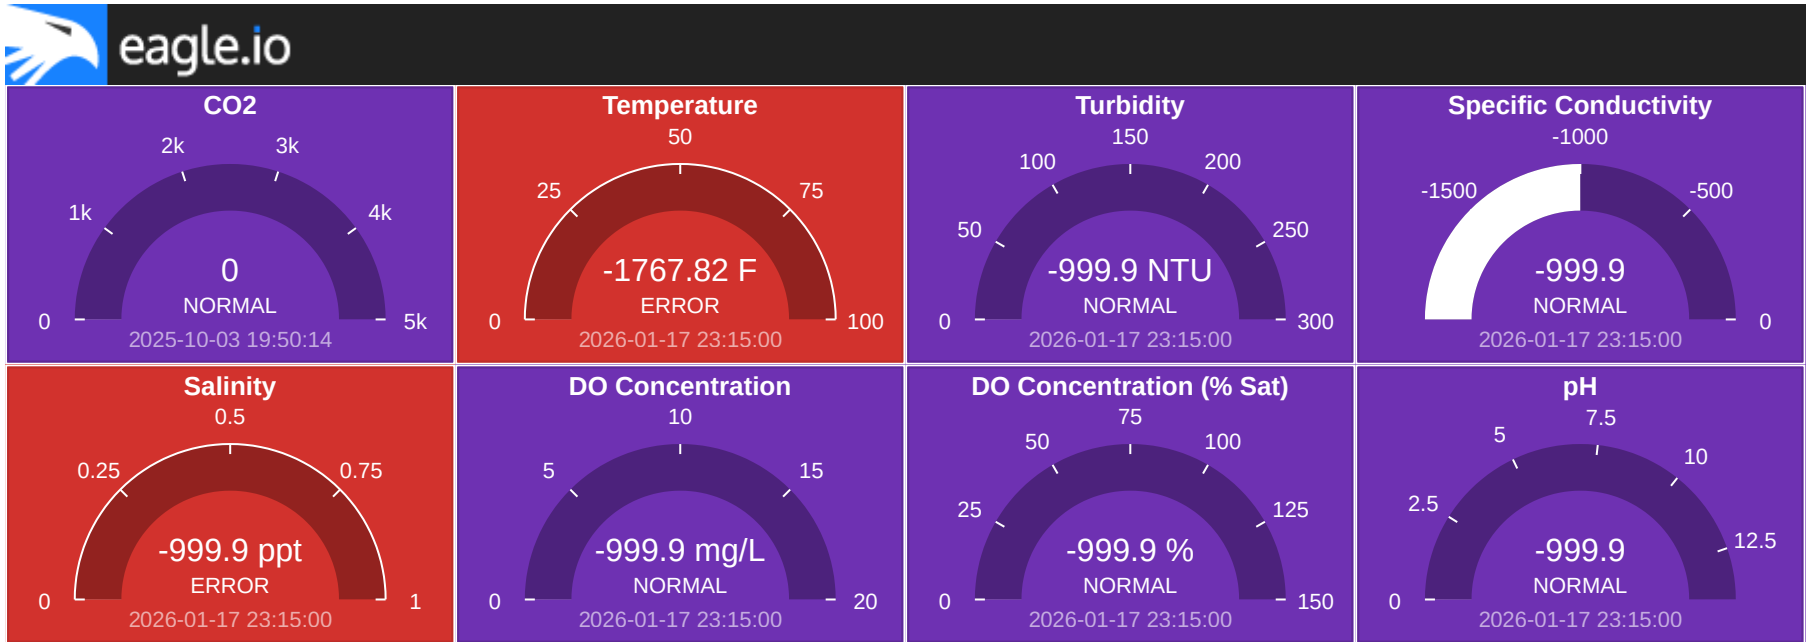 eagle.io
CO2
2k 3k
1k 4k
0
NORMAL
0 5k
2025-10-03 19:50:14
Temperature
50
25 75
-1767.82 F
ERROR
0 100
2026-01-17 23:15:00
Turbidity
150
100 200
50 250
-999.9 NTU
NORMAL
0 300
2026-01-17 23:15:00
Specific Conductivity
-1000
-1500 -500
-999.9
NORMAL
0
2026-01-17 23:15:00
Salinity
0.5
0.25 0.75
-999.9 ppt
ERROR
0 1
2026-01-17 23:15:00
DO Concentration
10
5 15
-999.9 mg/L
NORMAL
0 20
2026-01-17 23:15:00
DO Concentration (% Sat)
75
50 100
25 125
-999.9 %
NORMAL
0 150
2026-01-17 23:15:00
pH
7.5
5 10
2.5 12.5
-999.9
NORMAL
0
2026-01-17 23:15:00